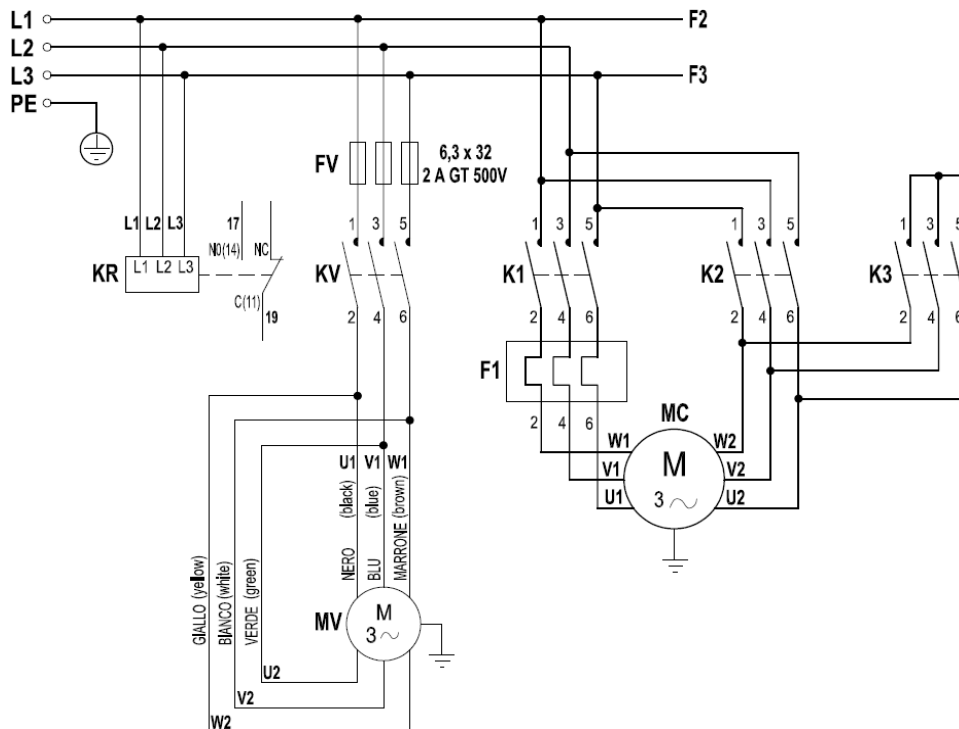 L1 F2
L2
L3 F3
PE
FV 6,3 x 32
2 A GT 500V
L1 L2 L3 17 1 3 5 1 3 5 1 3 5 1 3 5
N0(14) NC
KR L1 L2 L3 KV K1 K2 K3
C(11)
19 2 4 6 2 4 6 2 4 6 2 4 6
F1
2 4 6 MC
W1 W2
U1 V1 W1 V1 M V2
3 U1 U2
GIALLO (yellow)
BIANCO (white)
VERDE (green)
NERO (black)
BLU (blue)
MARRONE (brown)
MV M
3
U2
V2
W2